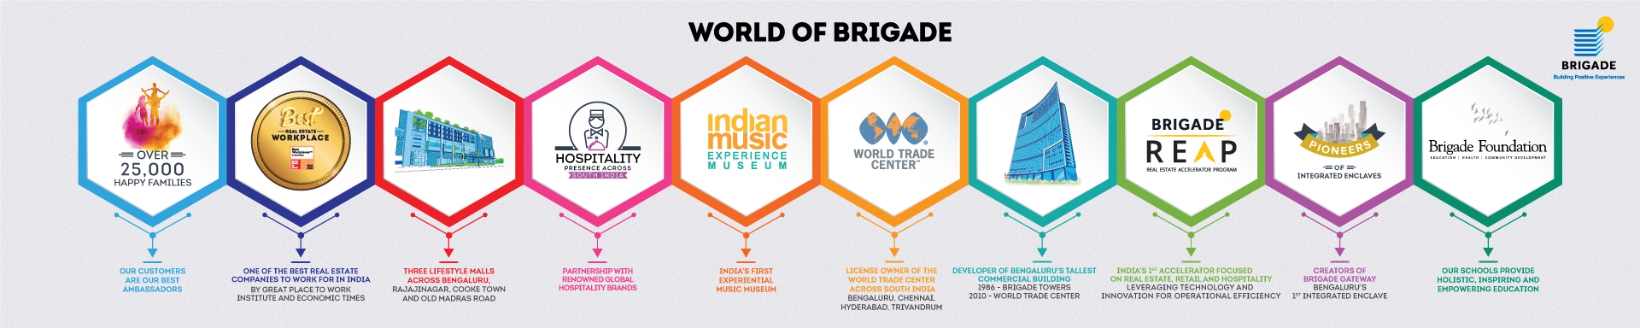 WORLD OF BRIGADE
BRIGADE
Building Positive Experiences
OVER
25,000
HAPPY FAMILIES
OUR CUSTOMERS
ARE OUR BEST
AMBASSADORS
Best
REAL ESTATE
WORKPLACE
ONE OF THE BEST REAL ESTATE
COMPANIES TO WORK FOR IN INDIA
BY GREAT PLACE TO WORK
INSTITUTE AND ECONOMIC TIMES
THREE LIFESTYLE MALLS
ACROSS BENGALURU,
RAJAJINAGAR, COOKE TOWN
AND OLD MADRAS ROAD
HOSPITALITY
PRESENCE ACROSS
SOUTH INDIA
PARTNERSHIP WITH
RENOWNED GLOBAL
HOSPITALITY BRANDS
indian
music
EXPERIENCE
MUSEUM
INDIA'S FIRST
EXPERIENTIAL
MUSIC MUSEUM
WORLD TRADE
CENTER
LICENSE OWNER OF THE
WORLD TRADE CENTER
ACROSS SOUTH INDIA
BENGALURU, CHENNAI,
HYDERABAD, TRIVANDRUM
DEVELOPER OF BENGALURU'S TALLEST
COMMERCIAL BUILDING
1986 - BRIGADE TOWERS
2010 - WORLD TRADE CENTER
BRIGADE
REAP
REAL ESTATE ACCELERATOR PROGRAM
INDIA'S 1ST ACCELERATOR FOCUSED
ON REAL ESTATE, RETAIL AND HOSPITALITY
LEVERAGING TECHNOLOGY AND
INNOVATION FOR OPERATIONAL EFFICIENCY
PIONEERS
OF
INTEGRATED ENCLAVES
CREATORS OF
BRIGADE GATEWAY
BENGALURU'S
1ST INTEGRATED ENCLAVE
Brigade Foundation
EDUCATION | HEALTH | COMMUNITY DEVELOPMENT
OUR SCHOOLS PROVIDE
HOLISTIC, INSPIRING AND
EMPOWERING EDUCATION